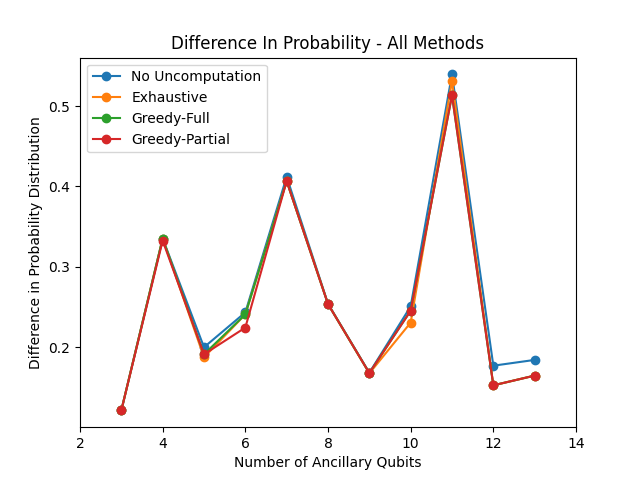 Difference In Probability - All Methods
No Uncomputation
Exhaustive
Greedy-Full
Greedy-Partial
Difference in Probability Distribution
0.5
0.4
0.3
0.2
2 4 6 8 10 12 14
Number of Ancillary Qubits